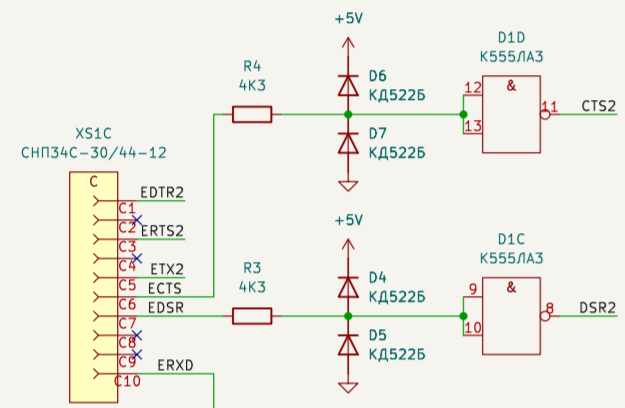 +5V
D1D
К555ЛА3
R4
4К3
D6
КД522Б
12
&
11
CTS2
13
D7
КД522Б
XS1C
СНП34С-30/44-12
C
EDTR2
C1
C2
ERTS2
C3
C4
ETX2
C5
ECTS
C6
EDSR
C7
C8
C9
ERXD
C10
+5V
D1C
К555ЛА3
R3
4К3
D4
КД522Б
9
&
8
DSR2
10
D5
КД522Б